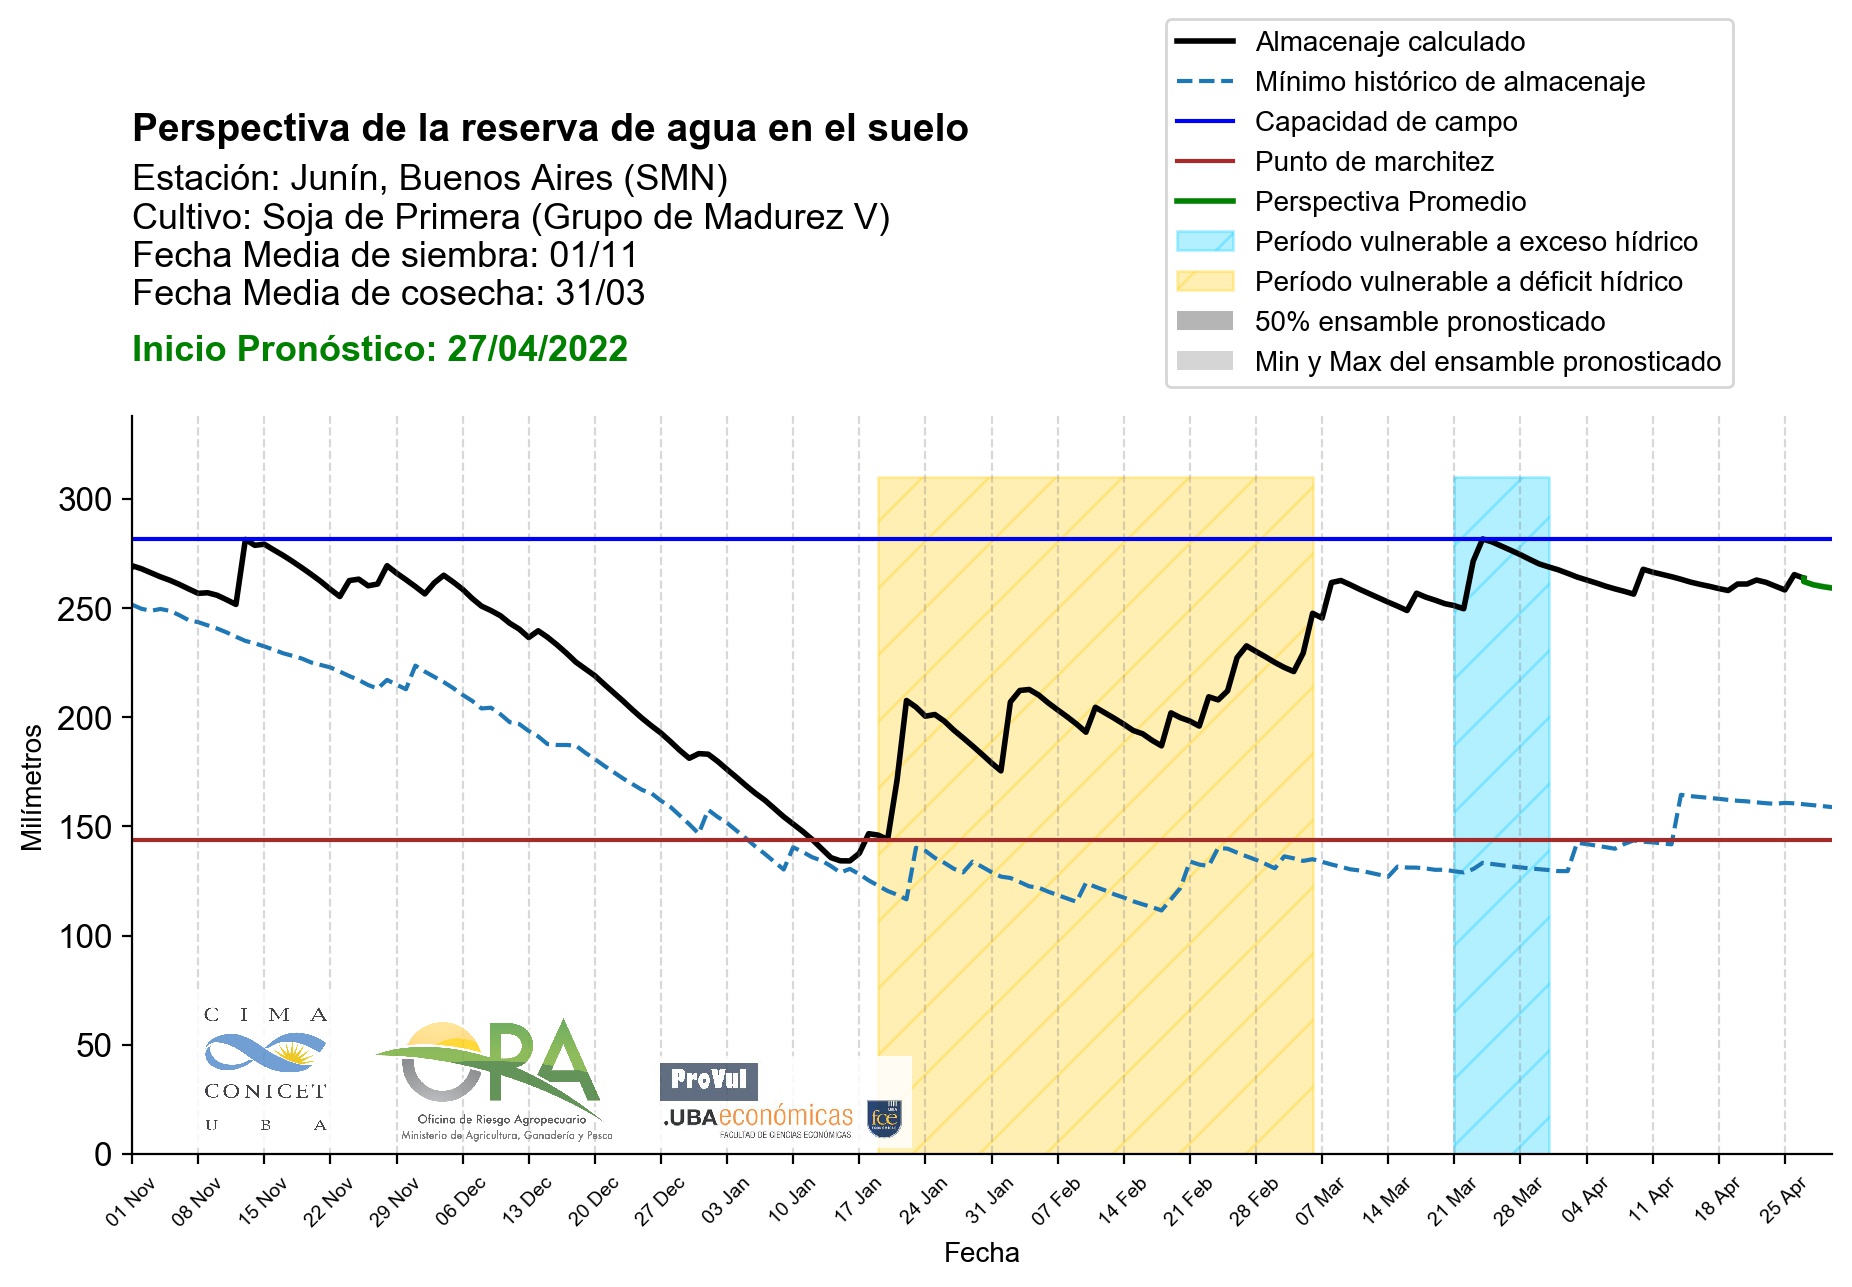 Almacenaje calculado
Mínimo histórico de almacenaje
Capacidad de campo
Punto de marchitez
Perspectiva Promedio
Período vulnerable a exceso hídrico
Período vulnerable a déficit hídrico
50% ensamble pronosticado
Min y Max del ensamble pronosticado
Perspectiva de la reserva de agua en el suelo
Estación: Junín, Buenos Aires (SMN)
Cultivo: Soja de Primera (Grupo de Madurez V)
Fecha Media de siembra: 01/11
Fecha Media de cosecha: 31/03
Inicio Pronóstico: 27/04/2022
Milímetros
300
250
200
150
100
50
0
C I M A
CONICET
U B A
ORA
Oficina de Riesgo Agropecuario
Ministerio de Agricultura, Ganadería y Pesca
ProVul
.UBAeconómicas
FACULTAD DE CIENCIAS ECONÓMICAS
UBA
fce
ECONÓMICAS
01 Nov
08 Nov
15 Nov
22 Nov
29 Nov
06 Dec
13 Dec
20 Dec
27 Dec
03 Jan
10 Jan
17 Jan
24 Jan
31 Jan
07 Feb
14 Feb
21 Feb
28 Feb
07 Mar
14 Mar
21 Mar
28 Mar
04 Apr
11 Apr
18 Apr
25 Apr
Fecha